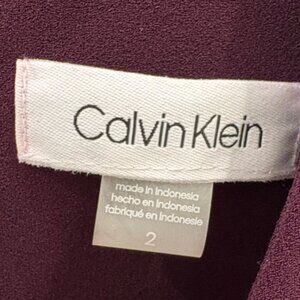 Calvin Klein
made in Indonesia
hecho en Indonesia
fabriqué en Indonésie
2